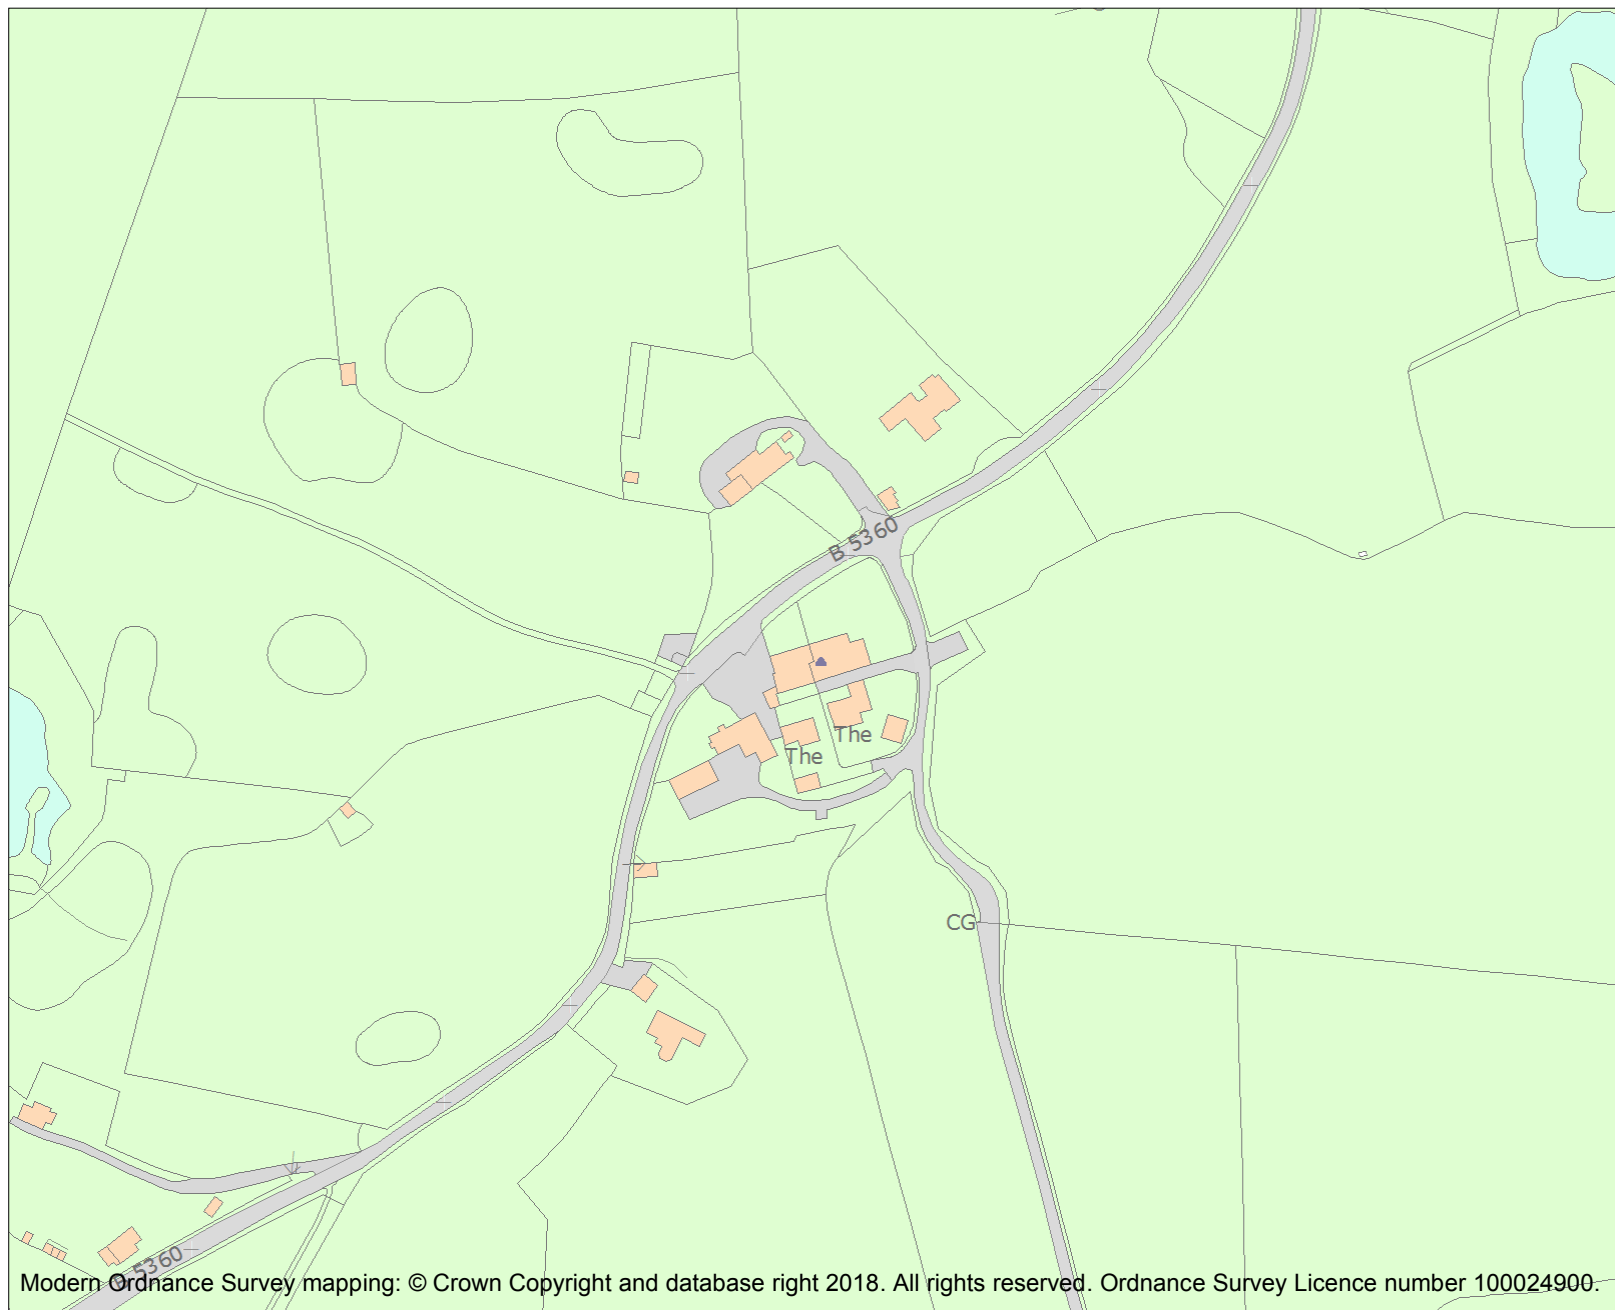 B 5360
The
The
CG
B 5360
Modern Ordnance Survey mapping: © Crown Copyright and database right 2018. All rights reserved. Ordnance Survey Licence number 100024900.